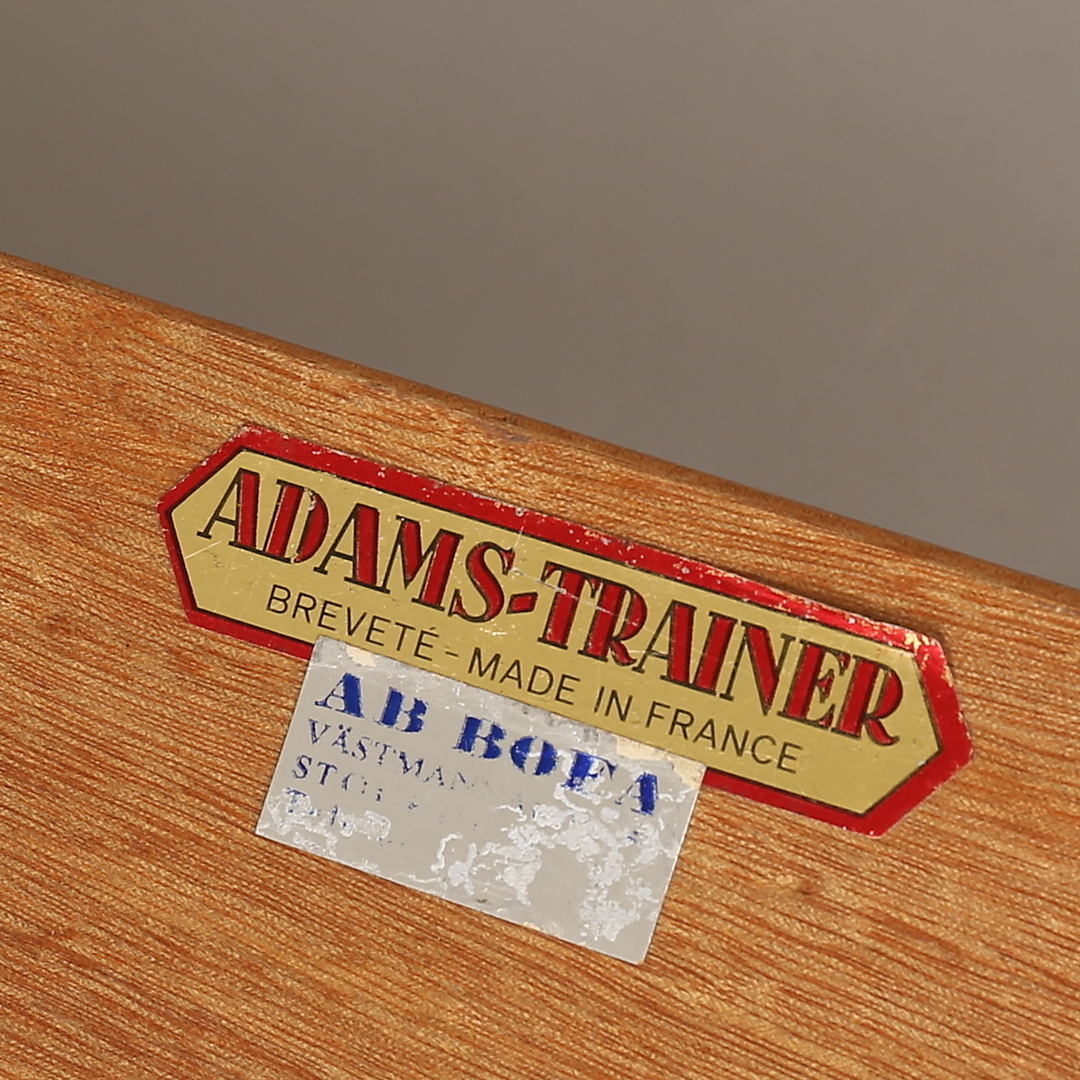 ADAMS-TRAINER
BREVETÉ - MADE IN FRANCE
AB BOFA